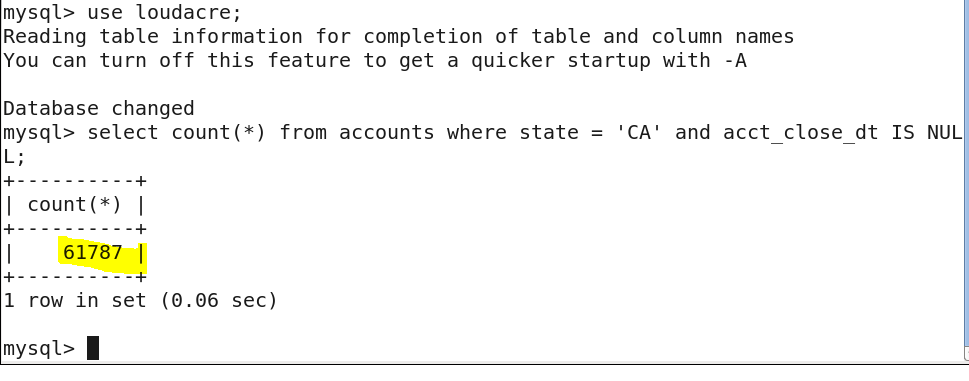 mysql> use loudacre;
Reading table information for completion of table and column names
You can turn off this feature to get a quicker startup with -A
Database changed
mysql> select count(*) from accounts where state = 'CA' and acct_close_dt IS NUL
L;
+----------+
| count(*) |
+----------+
|    61787 |
+----------+
1 row in set (0.06 sec)
mysql>